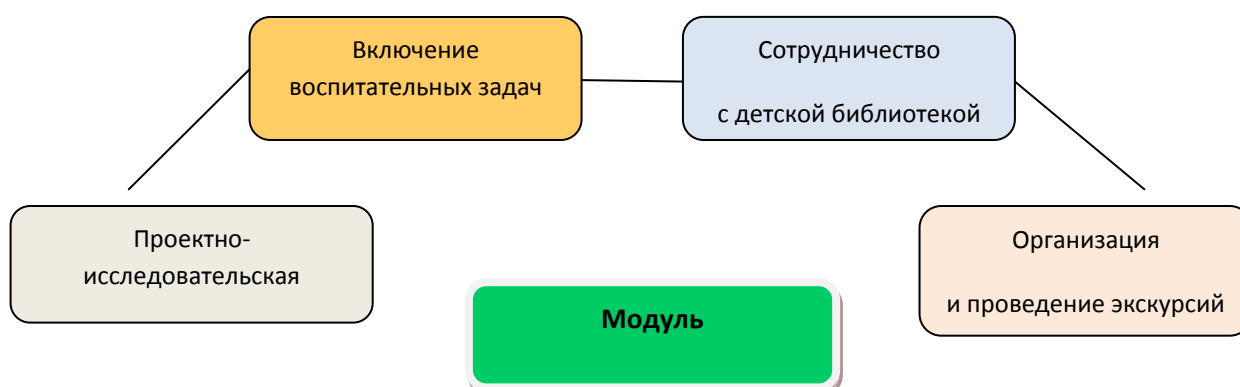 Включение
воспитательных задач
Сотрудничество
с детской библиотекой
Проектно-
исследовательская
Организация
и проведение экскурсий
Модуль